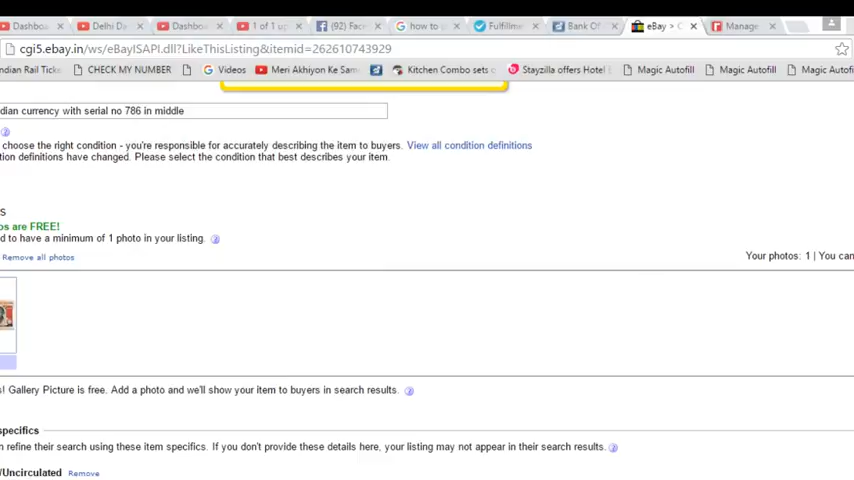 Dashboa
Delhi Da
Dashboa
1 of 1 up
(92) Face
how to s
Fulfillme
Bank Of
eBay > C
Manage
cgi5.ebay.in/ws/eBayISAPI.dll?LikeThisListing&itemid=262610743929
ndian Rail Ticke
CHECK MY NUMBER
Videos
Meri Akhiyon Ke Sam
Kitchen Combo sets o
Stayzilla offers Hotel B
Magic Autofill
Magic Autofill
Magic Autofi
dian currency with serial no 786 in middle
choose the right condition - you're responsible for accurately describing the item to buyers. View all condition definitions
tion definitions have changed. Please select the condition that best describes your item.
s
os are FREE!
d to have a minimum of 1 photo in your listing.
Remove all photos
Your photos: 1 | You can
s! Gallery Picture is free. Add a photo and we'll show your item to buyers in search results.
specifics
n refine their search using these item specifics. If you don't provide these details here, your listing may not appear in their search results.
/Uncirculated Remove